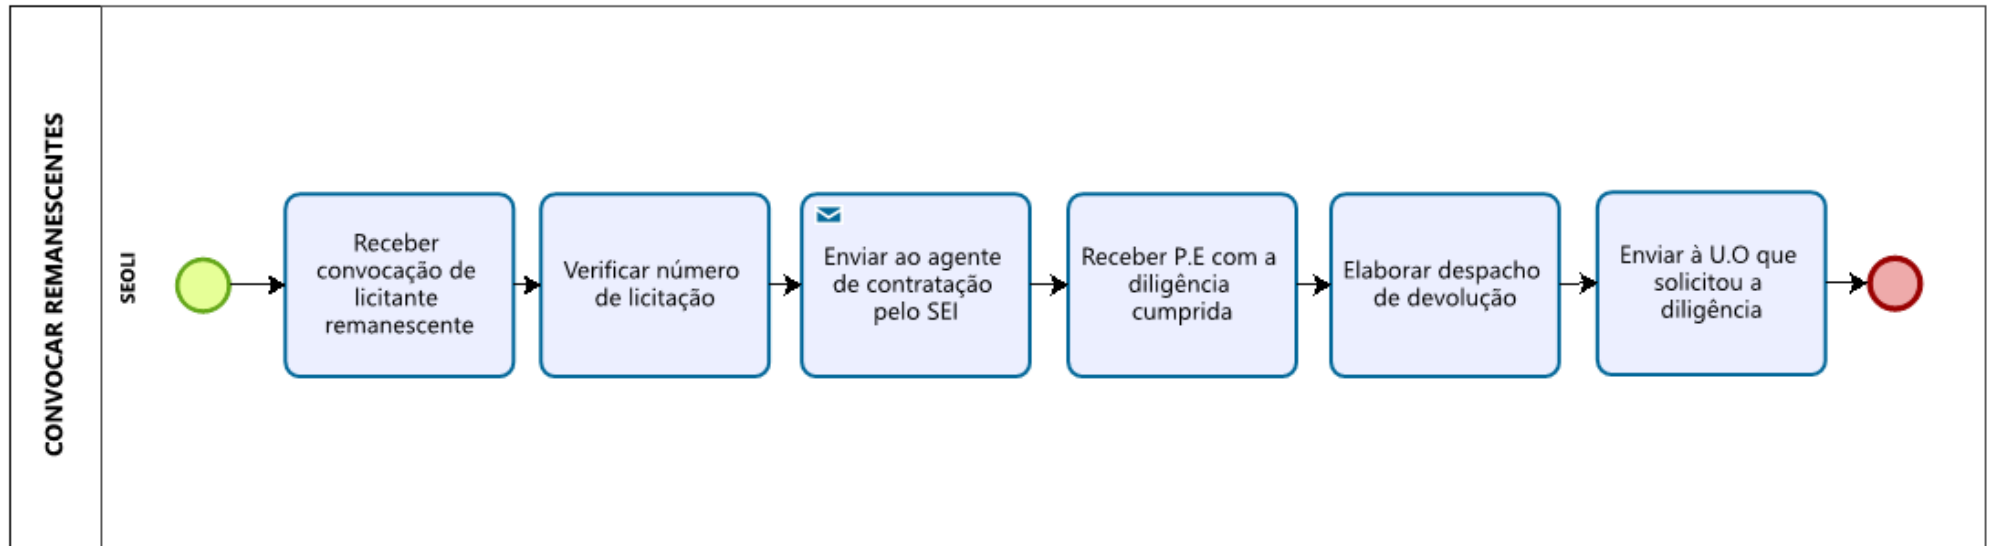 CONVOCAR REMANESCENTES
SEOLI
Receber
convocação de
licitante
remanescente
Verificar número
de licitação
Enviar ao agente
de contratação
pelo SEI
Receber P.E com a
diligência
cumprida
Elaborar despacho
de devolução
Enviar à U.O que
solicitou a
diligência